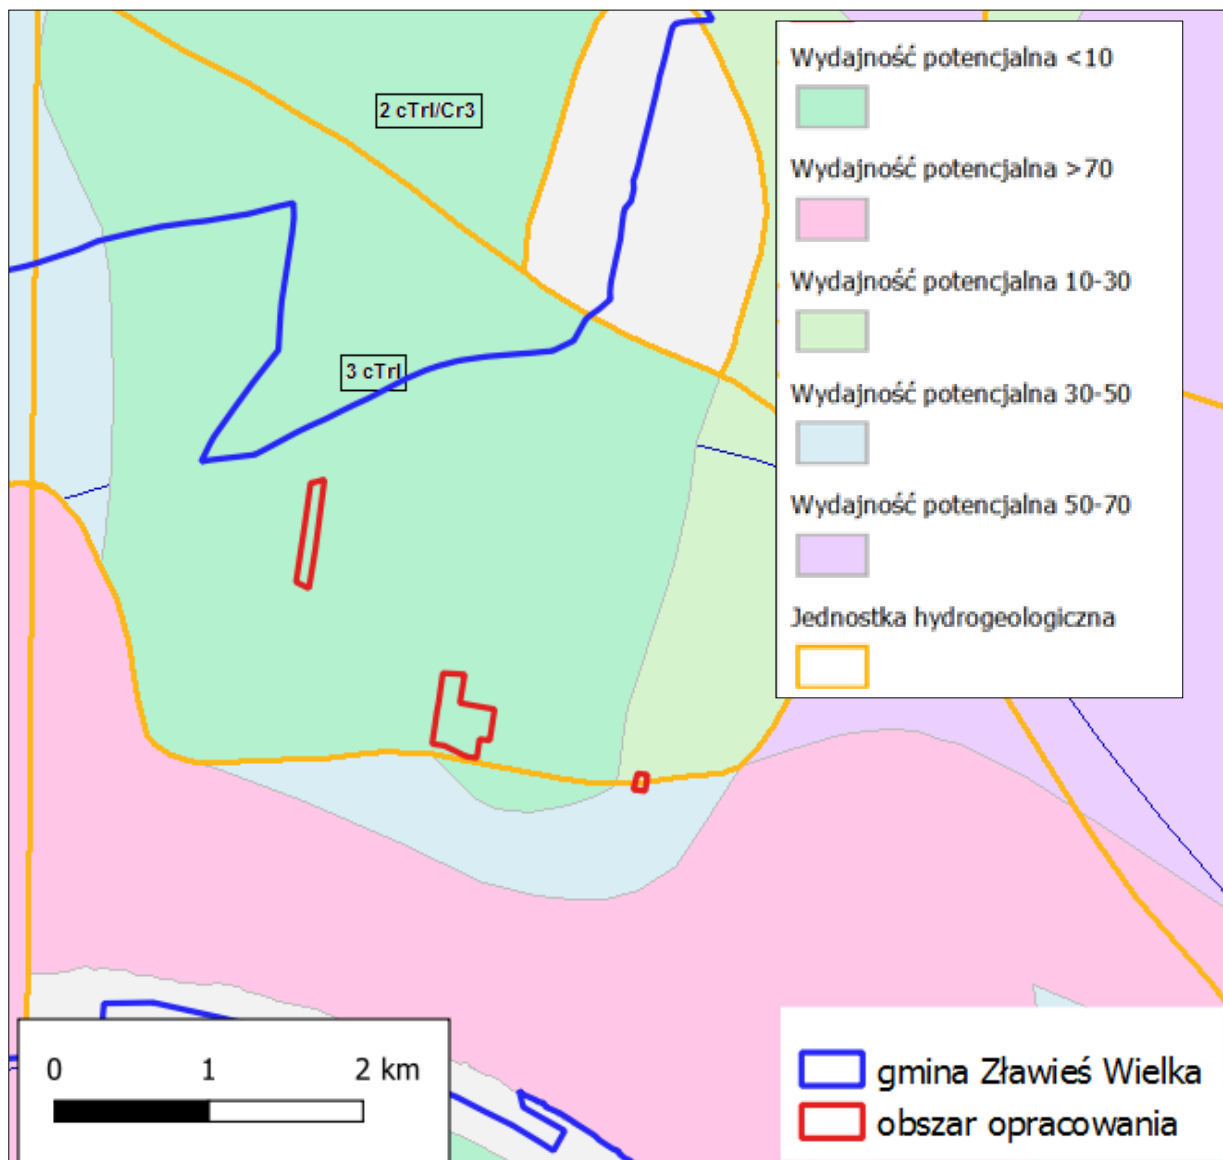 Wydajność potencjalna <10
2 cTrI/Cr3
Wydajność potencjalna >70
Wydajność potencjalna 10-30
3 cTrI
Wydajność potencjalna 30-50
Wydajność potencjalna 50-70
Jednostka hydrogeologiczna
0 1 2 km
gmina Zławieś Wielka
obszar opracowania